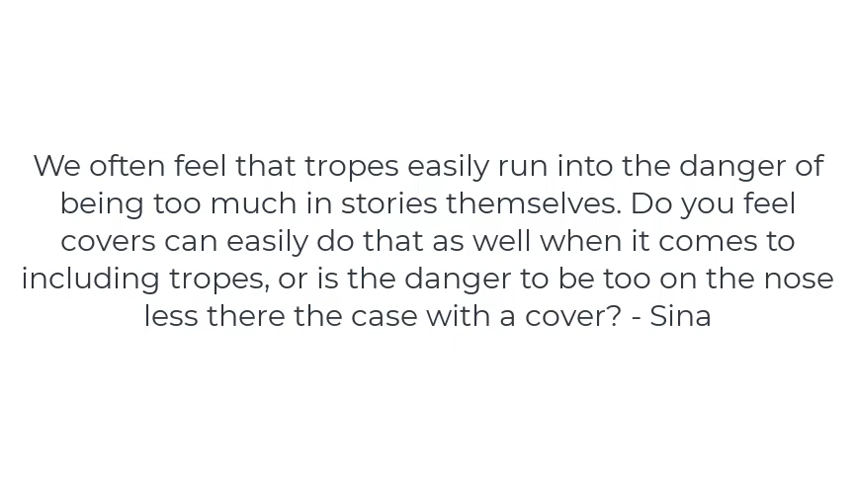 We often feel that tropes easily run into the danger of
being too much in stories themselves. Do you feel
covers can easily do that as well when it comes to
including tropes, or is the danger to be too on the nose
less there the case with a cover? - Sina